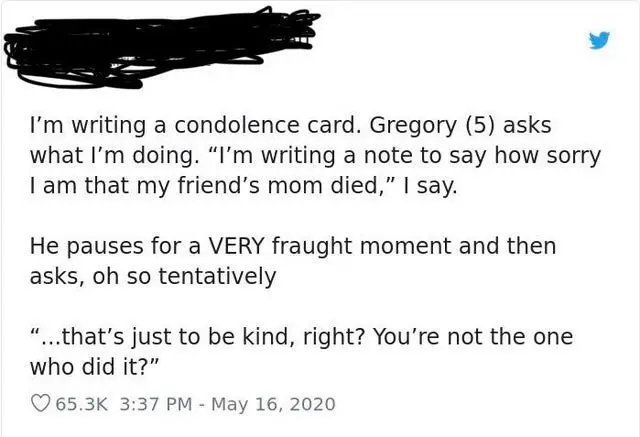 I’m writing a condolence card. Gregory (5) asks
what I’m doing. “I’m writing a note to say how sorry
I am that my friend’s mom died,” I say.
He pauses for a VERY fraught moment and then
asks, oh so tentatively
“...that’s just to be kind, right? You’re not the one
who did it?”
65.3K 3:37 PM - May 16, 2020